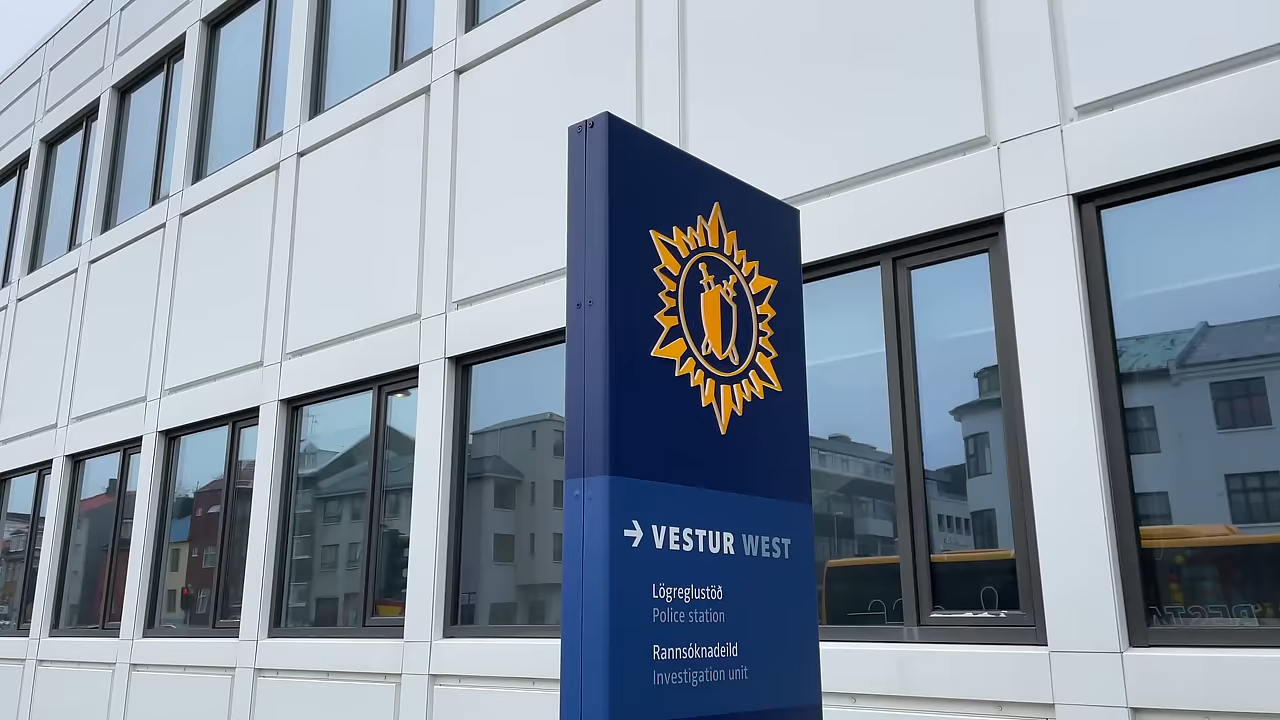 VESTUR WEST
Lögreglustöð
Police station
Rannsóknadeild
Investigation unit